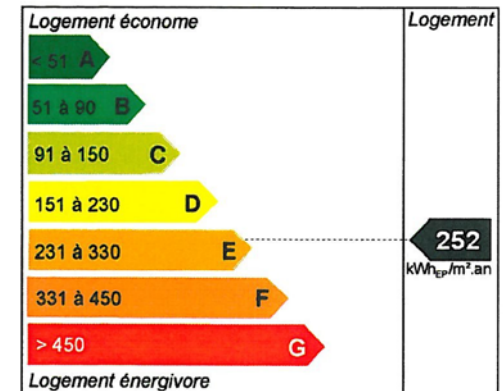 Logement économe
Logement
< 51 A
51 à 90 B
91 à 150 C
151 à 230 D
231 à 330 E
252
kWhEP/m².an
331 à 450 F
> 450 G
Logement énergivore